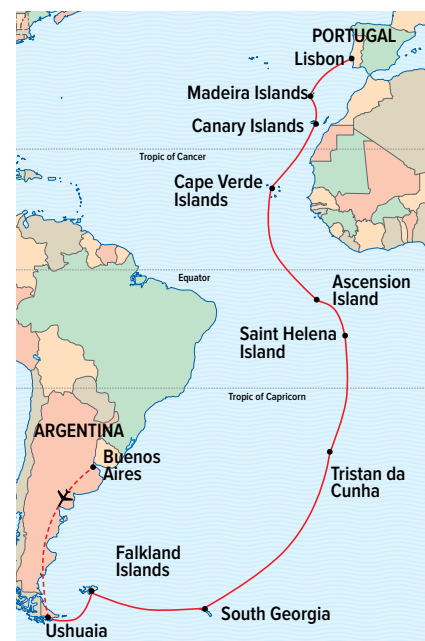 PORTUGAL
Lisbon
Madeira Islands
Canary Islands
Tropic of Cancer
Cape Verde
Islands
Equator
Ascension
Island
Saint Helena
Island
Tropic of Capricorn
ARGENTINA
Buenos
Aires
Tristan da
Cunha
Falkland
Islands
South Georgia
Ushuaia